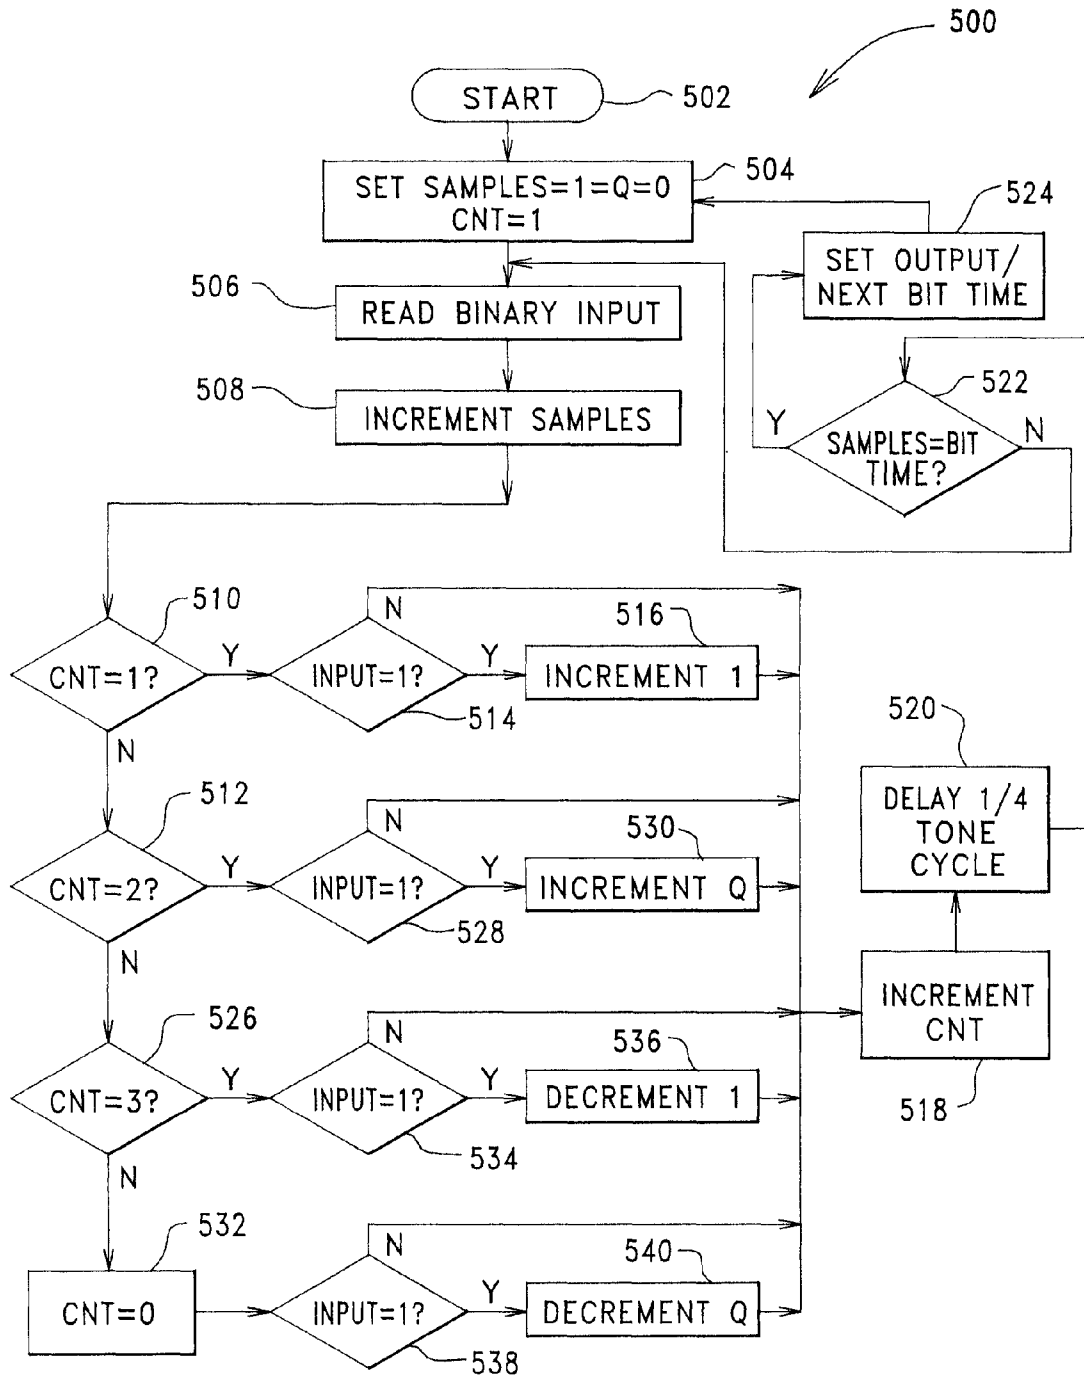 500
START
502
SET SAMPLES=1=Q=0
CNT=1
504
524
SET OUTPUT/
NEXT BIT TIME
506
READ BINARY INPUT
508
INCREMENT SAMPLES
522
Y
SAMPLES=BIT
TIME?
N
510
CNT=1?
Y
N
INPUT=1?
514
Y
516
INCREMENT 1
N
512
CNT=2?
Y
N
INPUT=1?
528
Y
530
INCREMENT Q
520
DELAY 1/4
TONE
CYCLE
N
526
CNT=3?
Y
N
INPUT=1?
534
Y
536
DECREMENT 1
INCREMENT
CNT
518
N
532
CNT=0
N
INPUT=1?
538
Y
540
DECREMENT Q